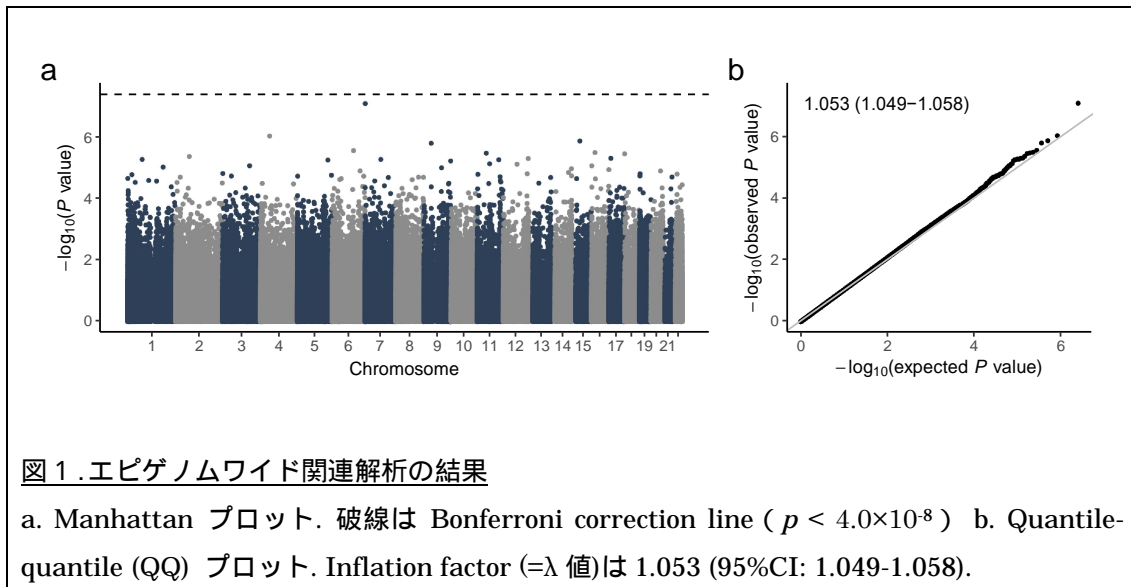 a
b
−log10(P value)
6
4
2
0
1 2 3 4 5 6 7 8 9 10 11 12 13 14 15 17 19 21
Chromosome
1.053 (1.049−1.058)
−log10(observed P value)
6
4
2
0
0 2 4 6
−log10(expected P value)
図 1 .エピゲノムワイド関連解析の結果
a. Manhattan プロット. 破線は Bonferroni correction line ( p < 4.0×10-8 ) b. Quantile-
quantile (QQ) プロット. Inflation factor (=λ 値)は 1.053 (95%CI: 1.049-1.058).